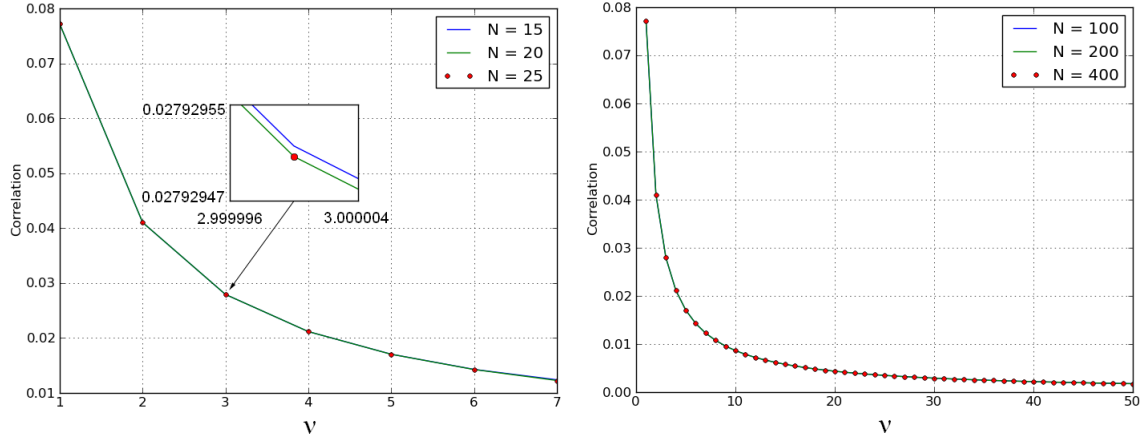 0.08
0.07
0.06
0.05
0.04
0.03
0.02
0.01
Correlation
N = 15
N = 20
N = 25
0.02792955
0.02792947
2.999996
3.000004
1 2 3 4 5 6 7
ν
0.08
0.07
0.06
0.05
0.04
0.03
0.02
0.01
0.00
Correlation
N = 100
N = 200
N = 400
0 10 20 30 40 50
ν